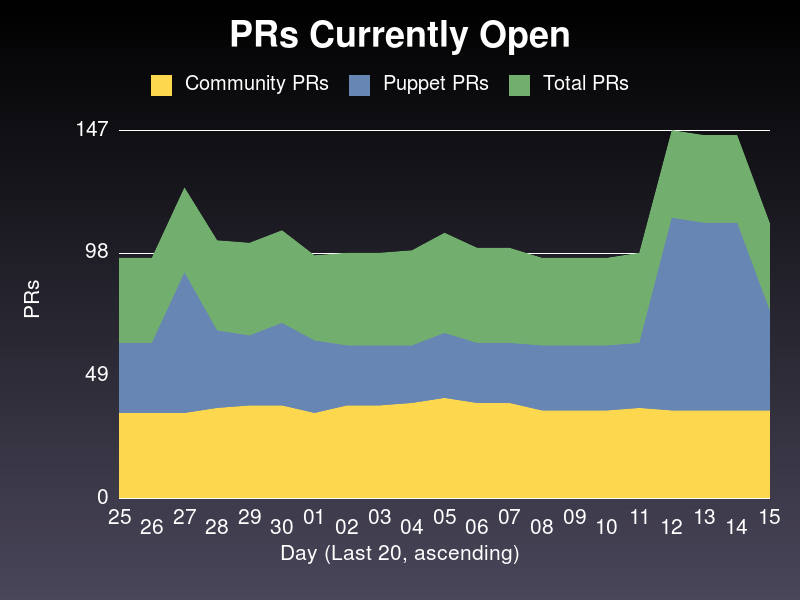 PRs Currently Open
Community PRs Puppet PRs Total PRs
147
98
49
0
PRs
25 26 27 28 29 30 01 02 03 04 05 06 07 08 09 10 11 12 13 14 15
Day (Last 20, ascending)